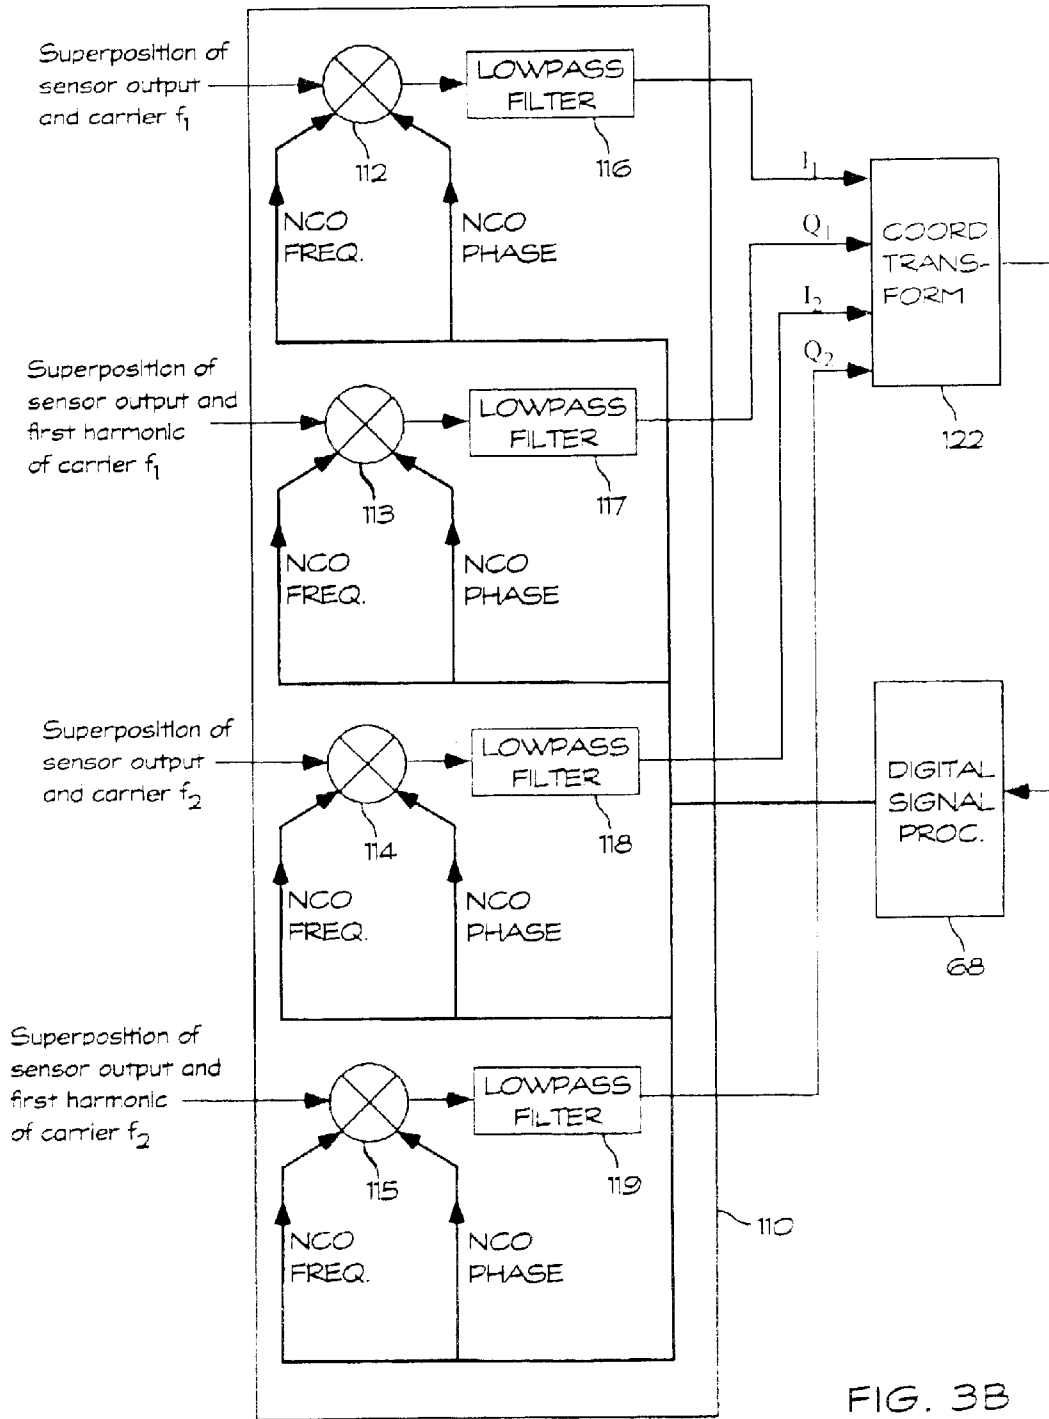 Superposition of
sensor output
and carrier f1
LOWPASS
FILTER
112
116
NCO
FREQ.
NCO
PHASE
I1
Q1
I2
Q2
COORD.
TRANS-
FORM
122
Superposition of
sensor output and
first harmonic
of carrier f1
LOWPASS
FILTER
113
117
NCO
FREQ.
NCO
PHASE
Superposition of
sensor output
and carrier f2
LOWPASS
FILTER
114
118
NCO
FREQ.
NCO
PHASE
DIGITAL
SIGNAL
PROC.
68
Superposition of
sensor output and
first harmonic
of carrier f2
LOWPASS
FILTER
115
119
NCO
FREQ.
NCO
PHASE
110
FIG. 3B